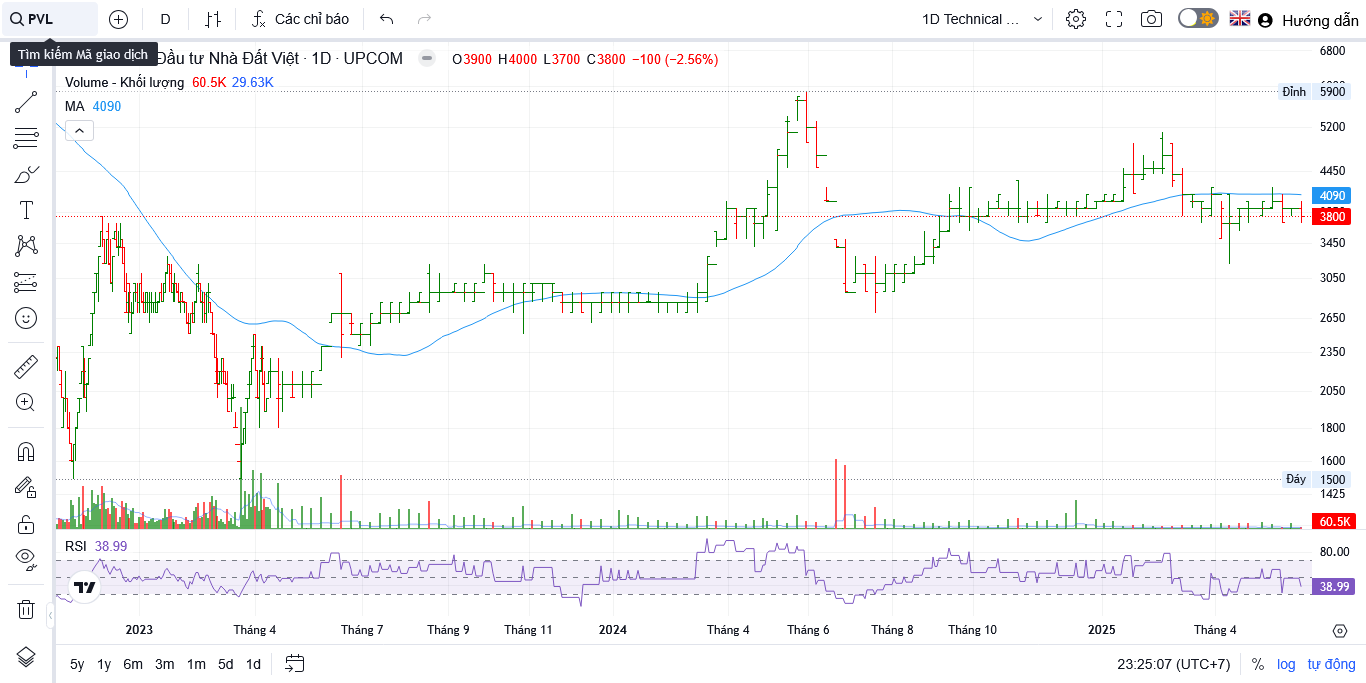 PVL D Các chỉ báo 1D Technical ... Hướng dẫn
Tìm kiếm Mã giao dịch Đầu tư Nhà Đất Việt · 1D · UPCOM O3900 H4000 L3700 C3800 −100 (−2.56%)
Volume - Khối lượng 60.5K 29.63K
MA 4090
6800
Đỉnh 5900
5200
4450
4090
3800
3450
3050
2650
2350
2050
1800
1600
Đáy 1500
1425
60.5K
RSI 38.99
80.00
38.99
2023 Tháng 4 Tháng 7 Tháng 9 Tháng 11 2024 Tháng 4 Tháng 6 Tháng 8 Tháng 10 2025 Tháng 4
5y 1y 6m 3m 1m 5d 1d 23:25:07 (UTC+7) % log tự động